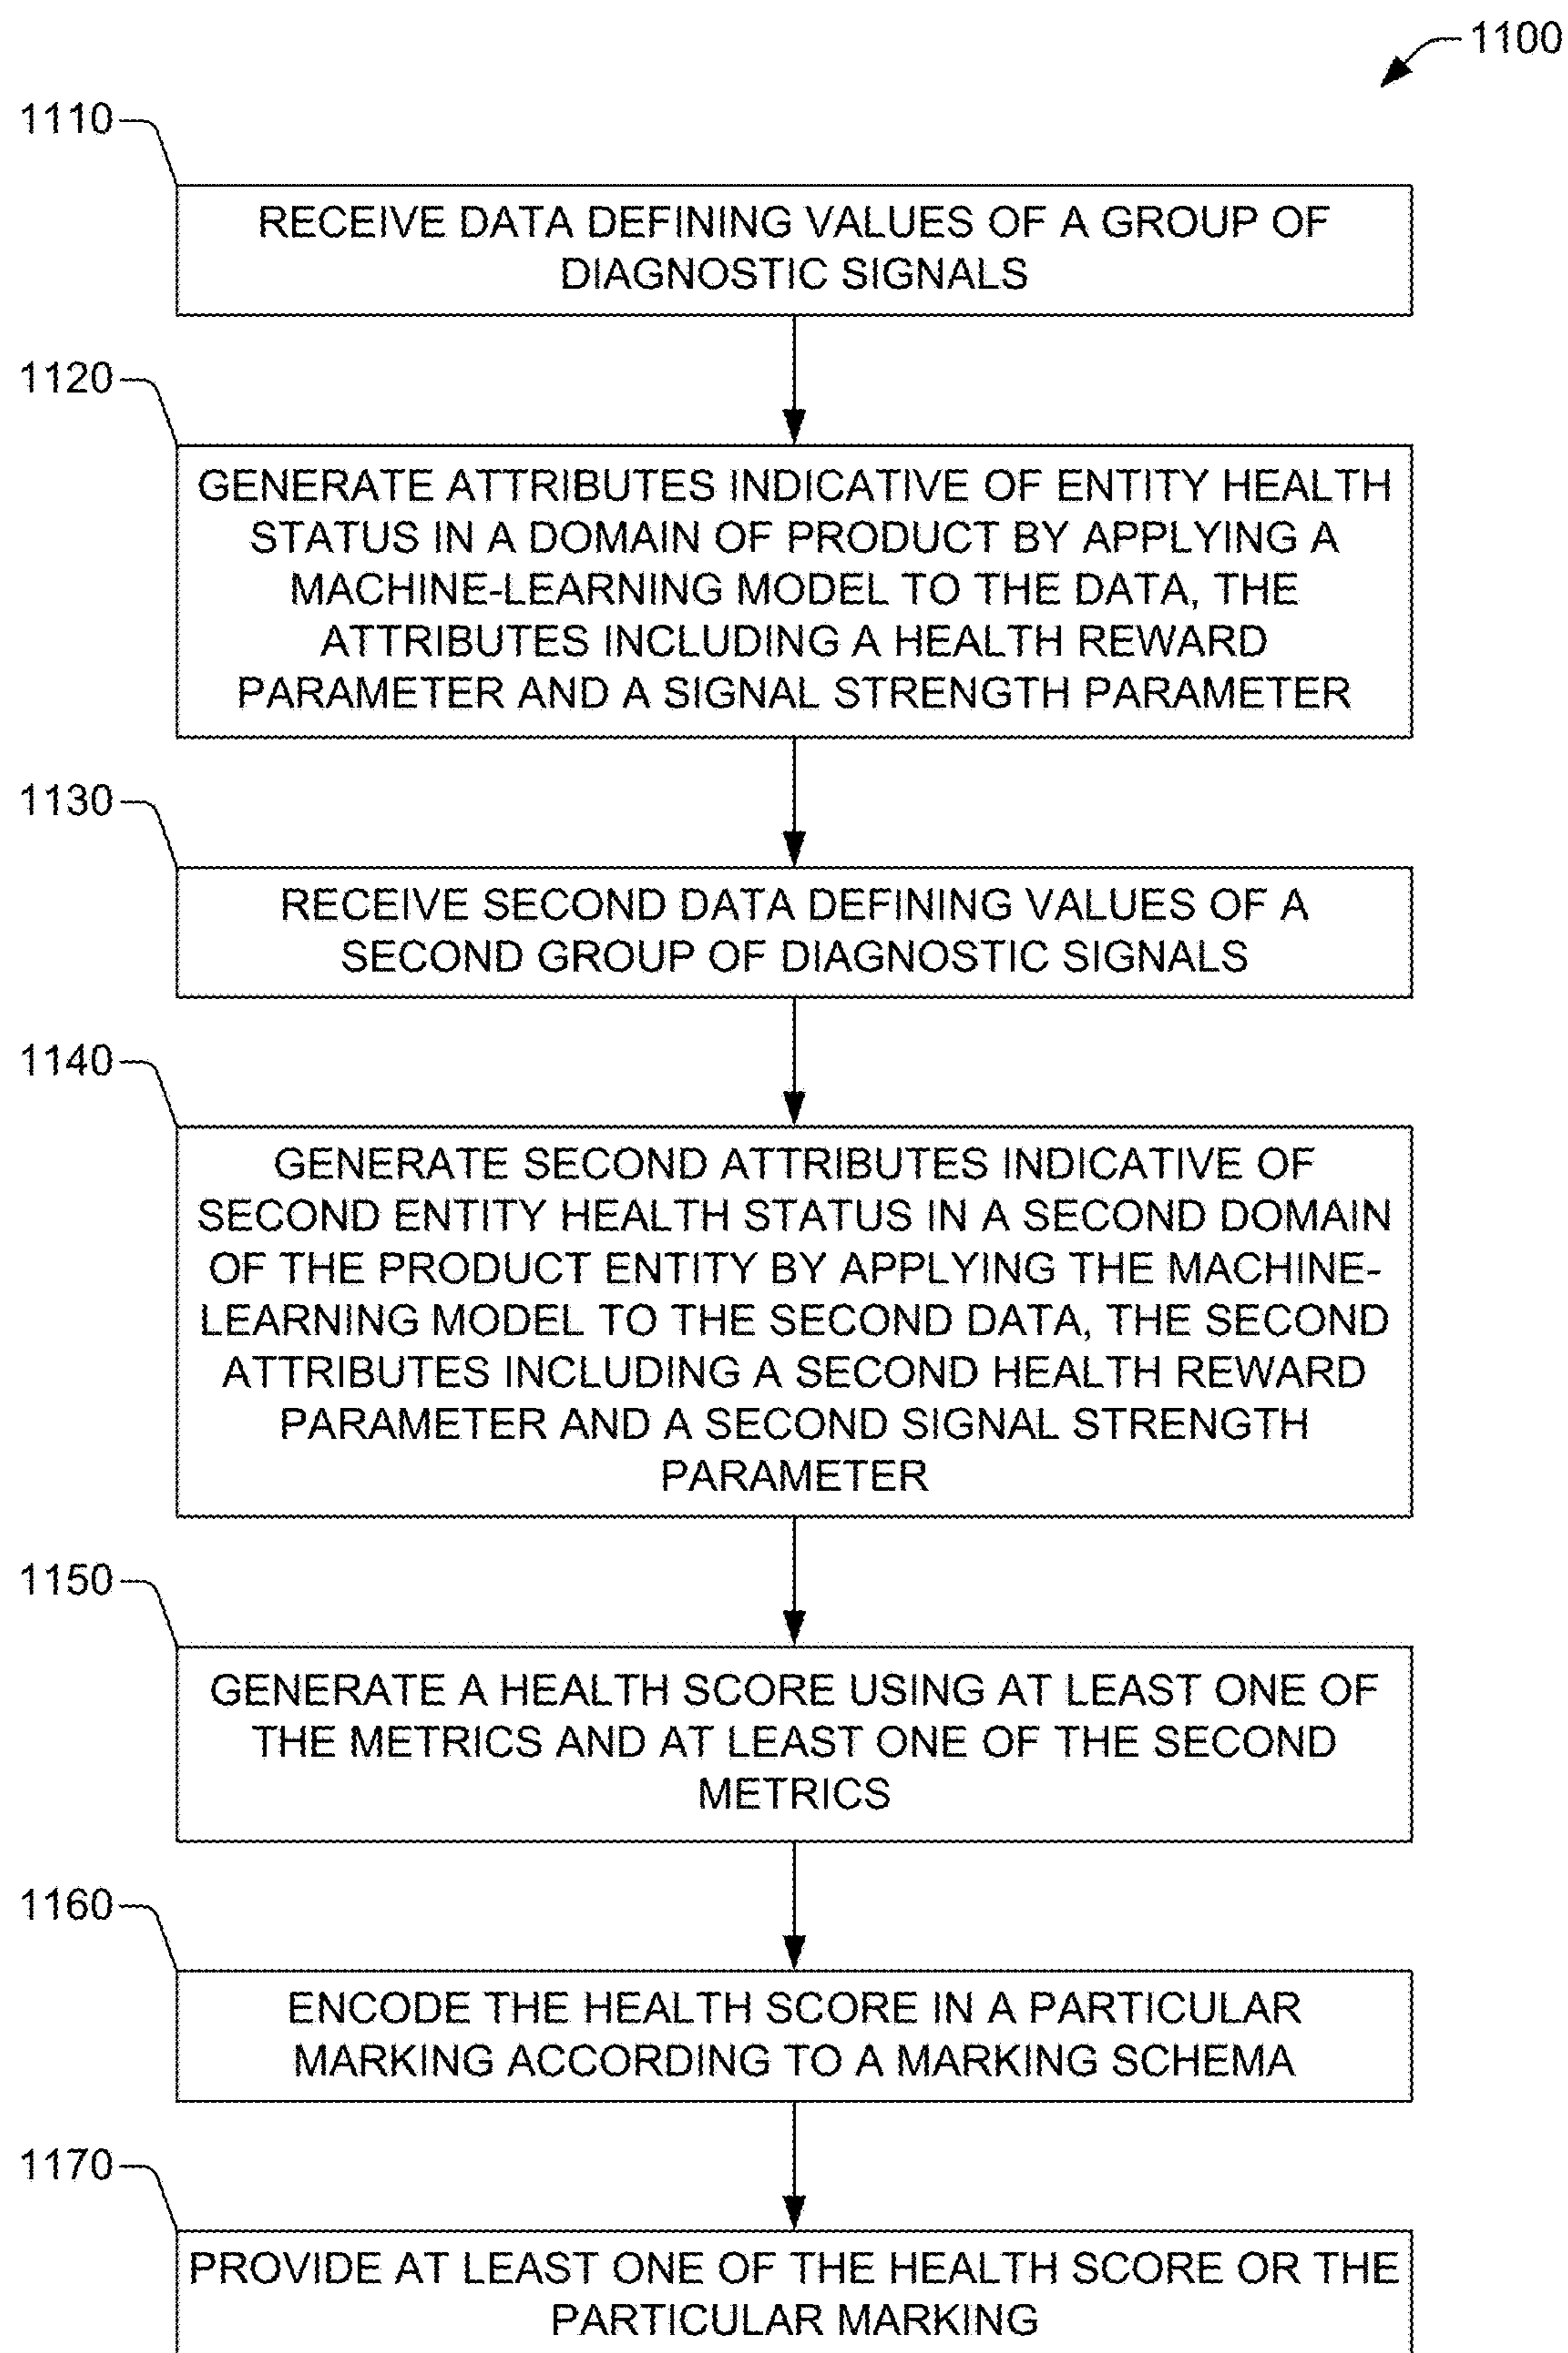 1100
1110
RECEIVE DATA DEFINING VALUES OF A GROUP OF
DIAGNOSTIC SIGNALS
1120
GENERATE ATTRIBUTES INDICATIVE OF ENTITY HEALTH
STATUS IN A DOMAIN OF PRODUCT BY APPLYING A
MACHINE-LEARNING MODEL TO THE DATA, THE
ATTRIBUTES INCLUDING A HEALTH REWARD
PARAMETER AND A SIGNAL STRENGTH PARAMETER
1130
RECEIVE SECOND DATA DEFINING VALUES OF A
SECOND GROUP OF DIAGNOSTIC SIGNALS
1140
GENERATE SECOND ATTRIBUTES INDICATIVE OF
SECOND ENTITY HEALTH STATUS IN A SECOND DOMAIN
OF THE PRODUCT ENTITY BY APPLYING THE MACHINE-
LEARNING MODEL TO THE SECOND DATA, THE SECOND
ATTRIBUTES INCLUDING A SECOND HEALTH REWARD
PARAMETER AND A SECOND SIGNAL STRENGTH
PARAMETER
1150
GENERATE A HEALTH SCORE USING AT LEAST ONE OF
THE METRICS AND AT LEAST ONE OF THE SECOND
METRICS
1160
ENCODE THE HEALTH SCORE IN A PARTICULAR
MARKING ACCORDING TO A MARKING SCHEMA
1170
PROVIDE AT LEAST ONE OF THE HEALTH SCORE OR THE
PARTICULAR MARKING